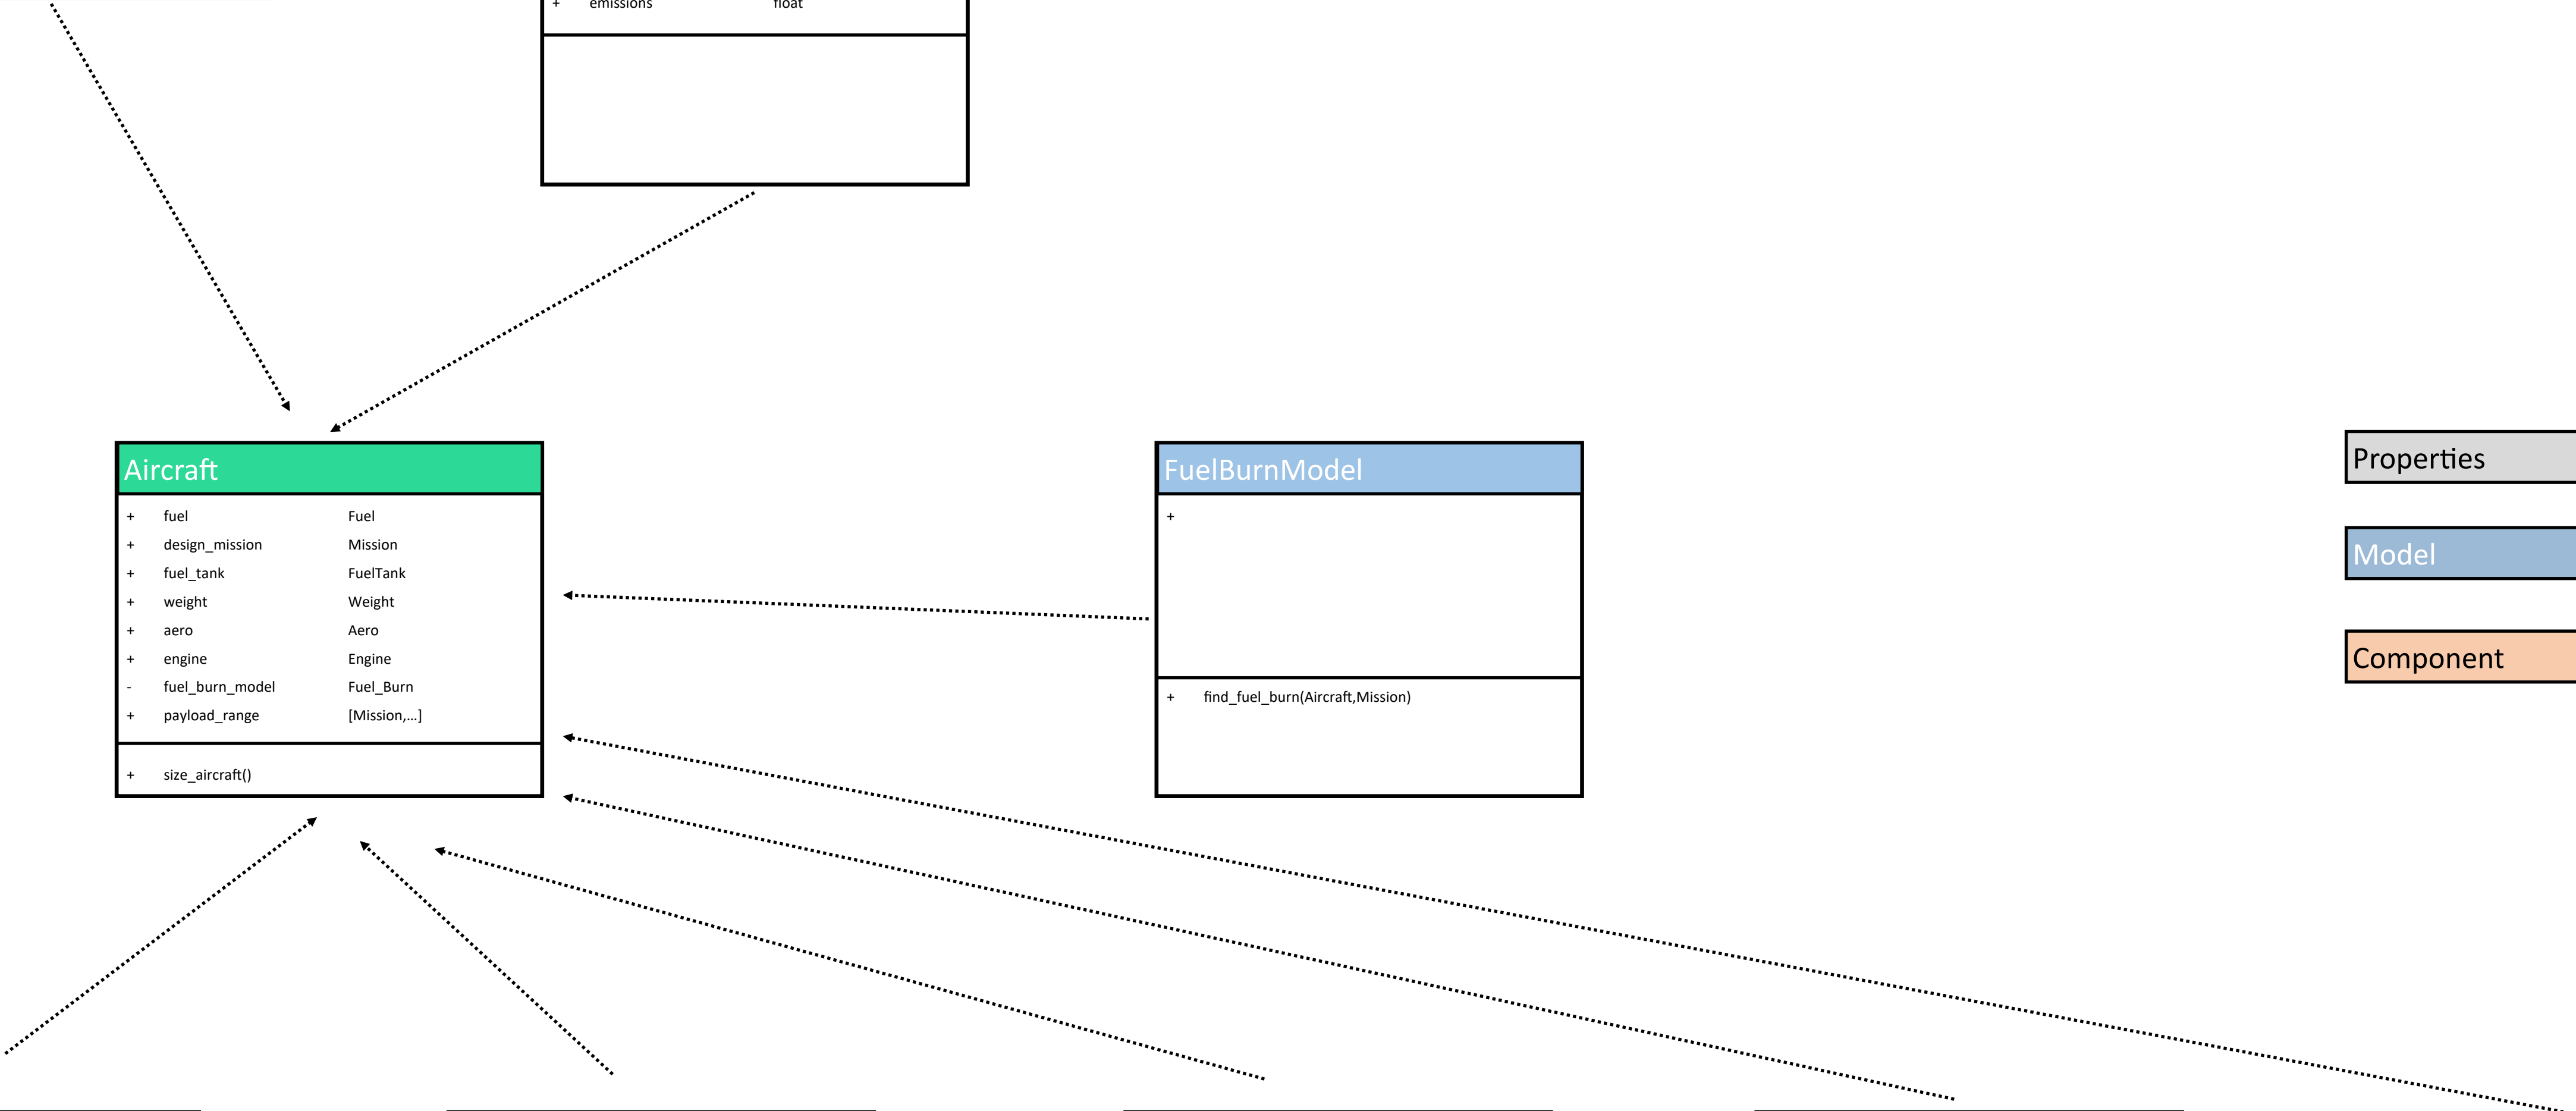 + emissions float
Aircraft
+ fuel Fuel
+ design_mission Mission
+ fuel_tank FuelTank
+ weight Weight
+ aero Aero
+ engine Engine
- fuel_burn_model Fuel_Burn
+ payload_range [Mission,...]
+ size_aircraft()
FuelBurnModel
+
+ find_fuel_burn(Aircraft,Mission)
Properties
Model
Component